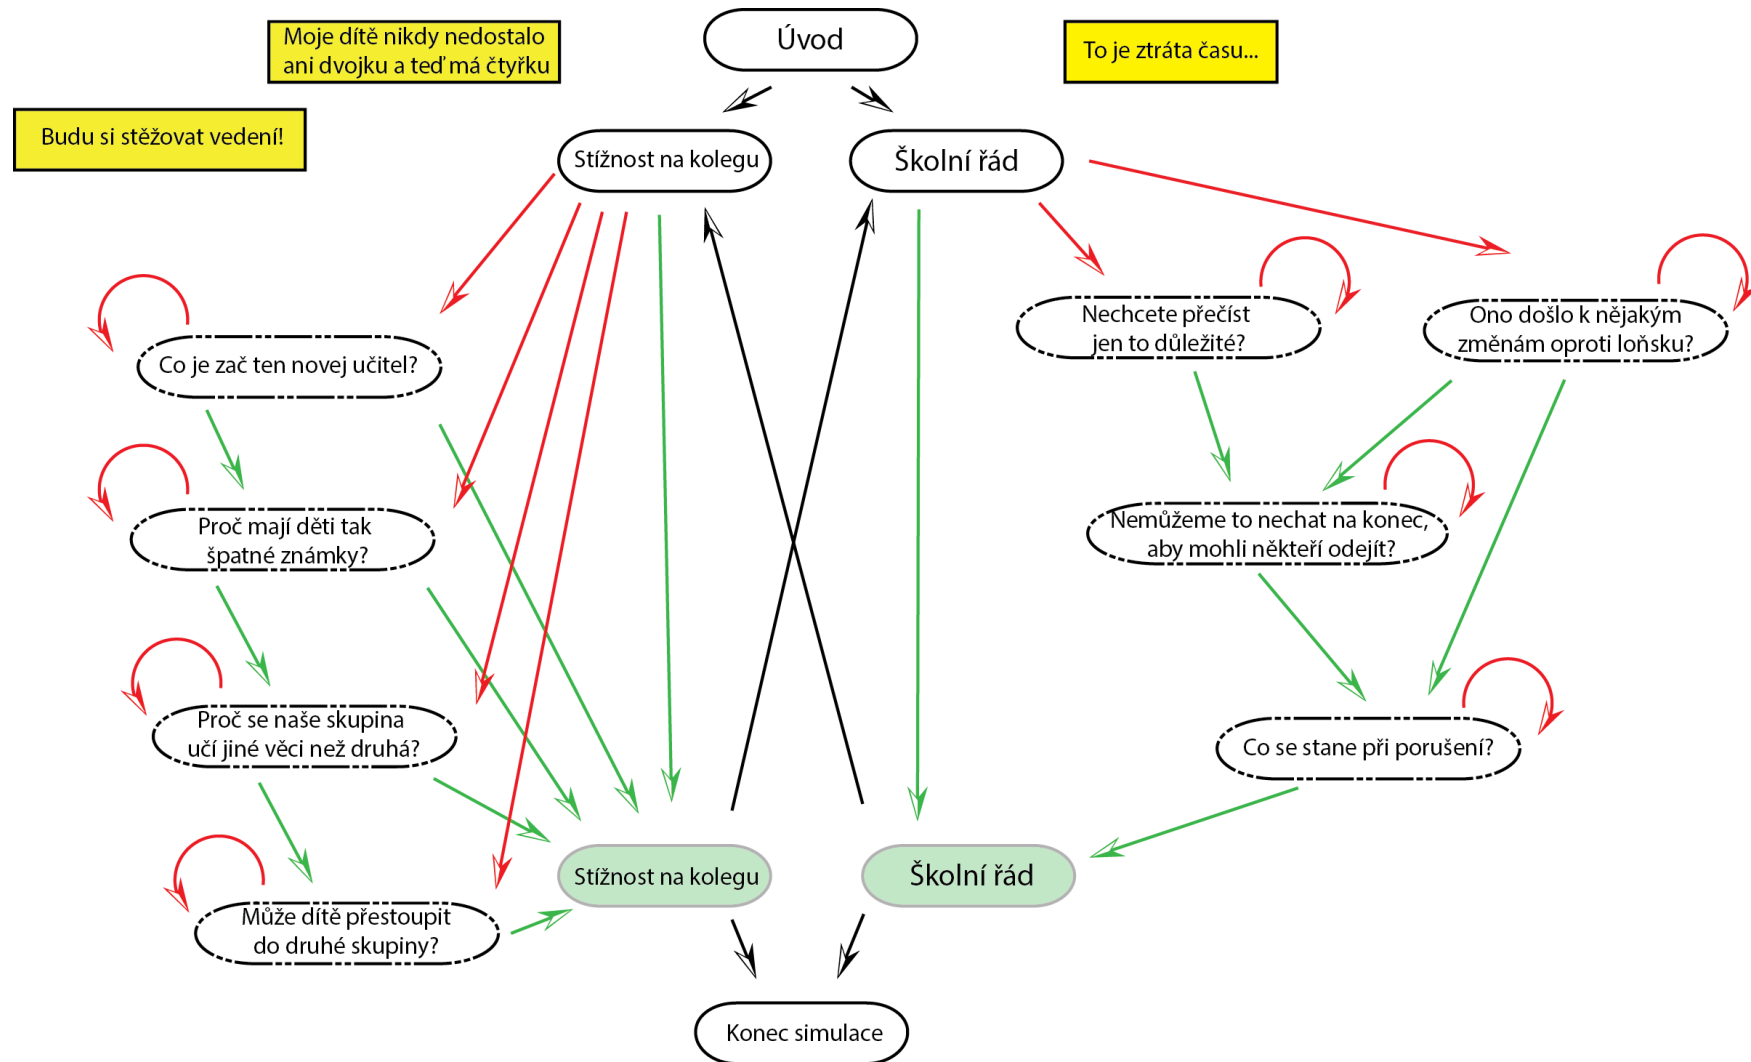 Úvod
Moje dítě nikdy nedostalo
ani dvojku a teď má čtyřku
To je ztráta času...
Budu si stěžovat vedení!
Stížnost na kolegu
Školní řád
Nechcete přečíst
jen to důležité?
Ono došlo k nějakým
změnám oproti loňsku?
Co je zač ten novej učitel?
Proč mají děti tak
špatné známky?
Nemůžeme to nechat na konec,
aby mohli někteří odejít?
Proč se naše skupina
učí jiné věci než druhá?
Co se stane při porušení?
Stížnost na kolegu
Školní řád
Může dítě přestoupit
do druhé skupiny?
Konec simulace